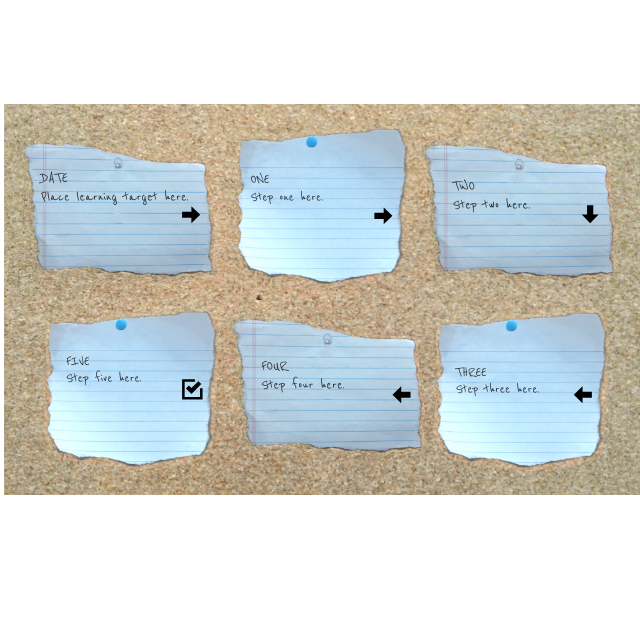 DATE
Place learning target here.
ONE
Step one here.
TWO
Step two here.
THREE
Step three here.
FOUR
Step four here.
FIVE
Step five here.